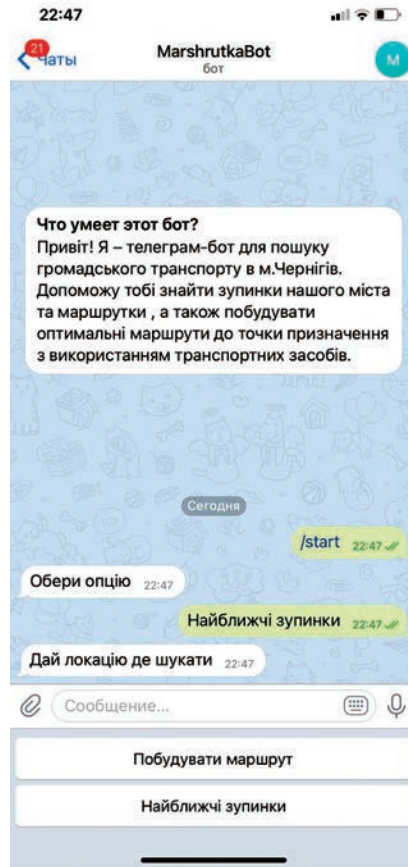 22:47
21
Чаты
MarshrutkaBot
бот
М
Что умеет этот бот?
Привіт! Я – телеграм-бот для пошуку
громадського транспорту в м.Чернігів.
Допоможу тобі знайти зупинки нашого міста
та маршрутки , а також побудувати
оптимальні маршрути до точки призначення
з використанням транспортних засобів.
Сегодня
/start 22:47
Обери опцію 22:47
Найближчі зупинки 22:47
Дай локацію де шукати 22:47
Сообщение...
Побудувати маршрут
Найближчі зупинки